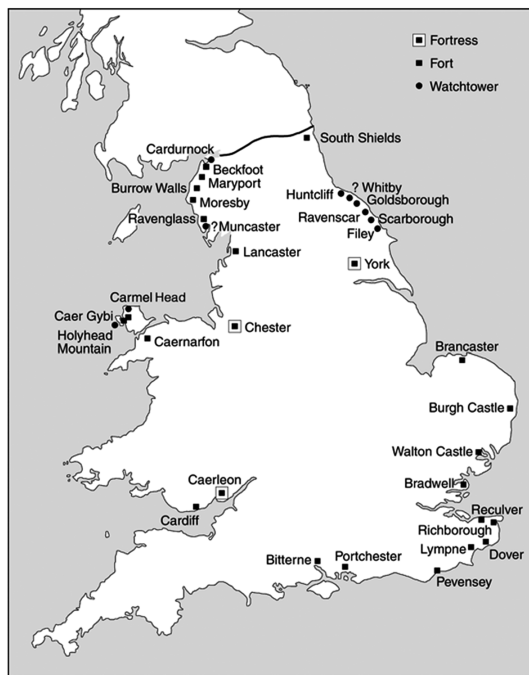 Fortress
Fort
Watchtower
South Shields
Cardurnock
Beckfoot
Maryport
Burrow Walls
Moresby
Ravenglass
? Muncaster
Lancaster
? Whitby
Huntcliff
Goldsborough
Ravenscar
Scarborough
Filey
York
Carmel Head
Caer Gybi
Holyhead
Mountain
Caernarfon
Chester
Brancaster
Burgh Castle
Walton Castle
Bradwell
Caerleon
Cardiff
Reculver
Richborough
Lympne
Dover
Bitterne
Portchester
Pevensey